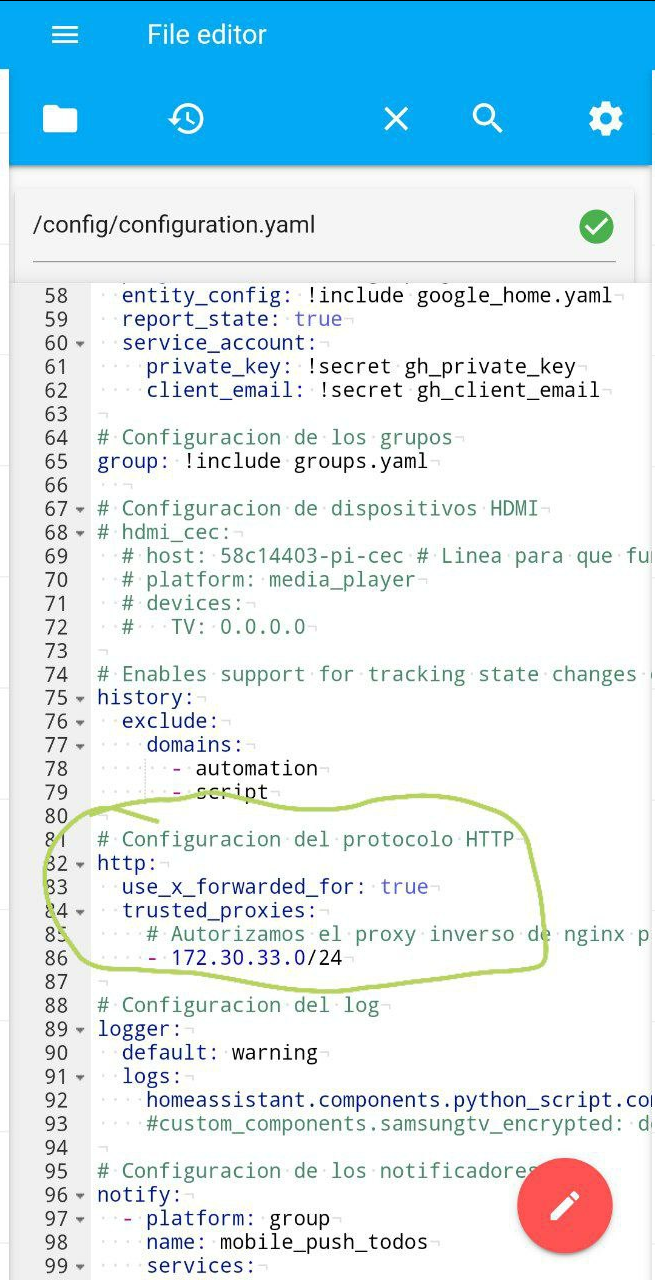 File editor
/config/configuration.yaml
58 entity_config: !include google_home.yaml
59 report_state: true
60 service_account:
61 private_key: !secret gh_private_key
62 client_email: !secret gh_client_email
63
64 # Configuracion de los grupos
65 group: !include groups.yaml
66
67 # Configuracion de dispositivos HDMI
68 # hdmi_cec:
69 # host: 58c14403-pi-cec # Linea para que fu
70 # platform: media_player
71 # devices:
72 # TV: 0.0.0.0
73
74 # Enables support for tracking state changes
75 history:
76 exclude:
77 domains:
78 - automation
79 - script
80
81 # Configuracion del protocolo HTTP
82 http:
83 use_x_forwarded_for: true
84 trusted_proxies:
85 # Autorizamos el proxy inverso de nginx p
86 - 172.30.33.0/24
87
88 # Configuracion del log
89 logger:
90 default: warning
91 logs:
92 homeassistant.components.python_script.co
93 #custom_components.samsungtv_encrypted: d
94
95 # Configuracion de los notificadores
96 notify:
97 - platform: group
98 name: mobile_push_todos
99 services: